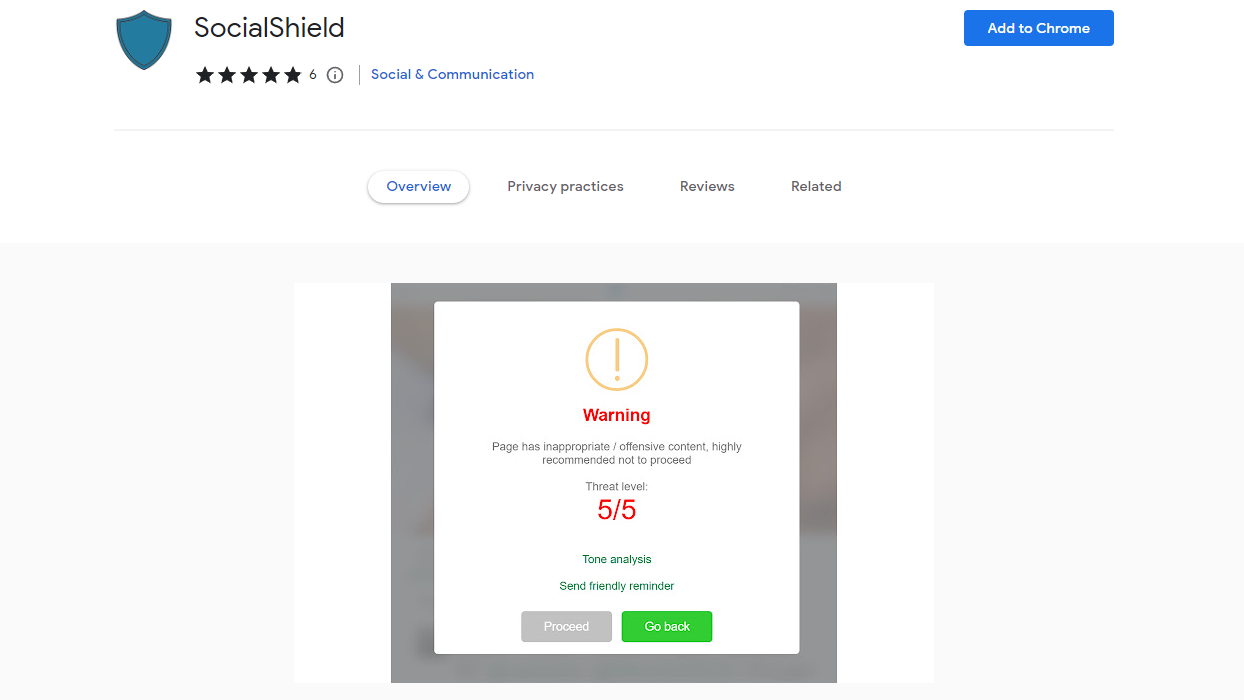 SocialShield
Add to Chrome
6
Social & Communication
Overview
Privacy practices
Reviews
Related
Warning
Page has inappropriate / offensive content, highly
recommended not to proceed
Threat level:
5/5
Tone analysis
Send friendly reminder
Proceed
Go back